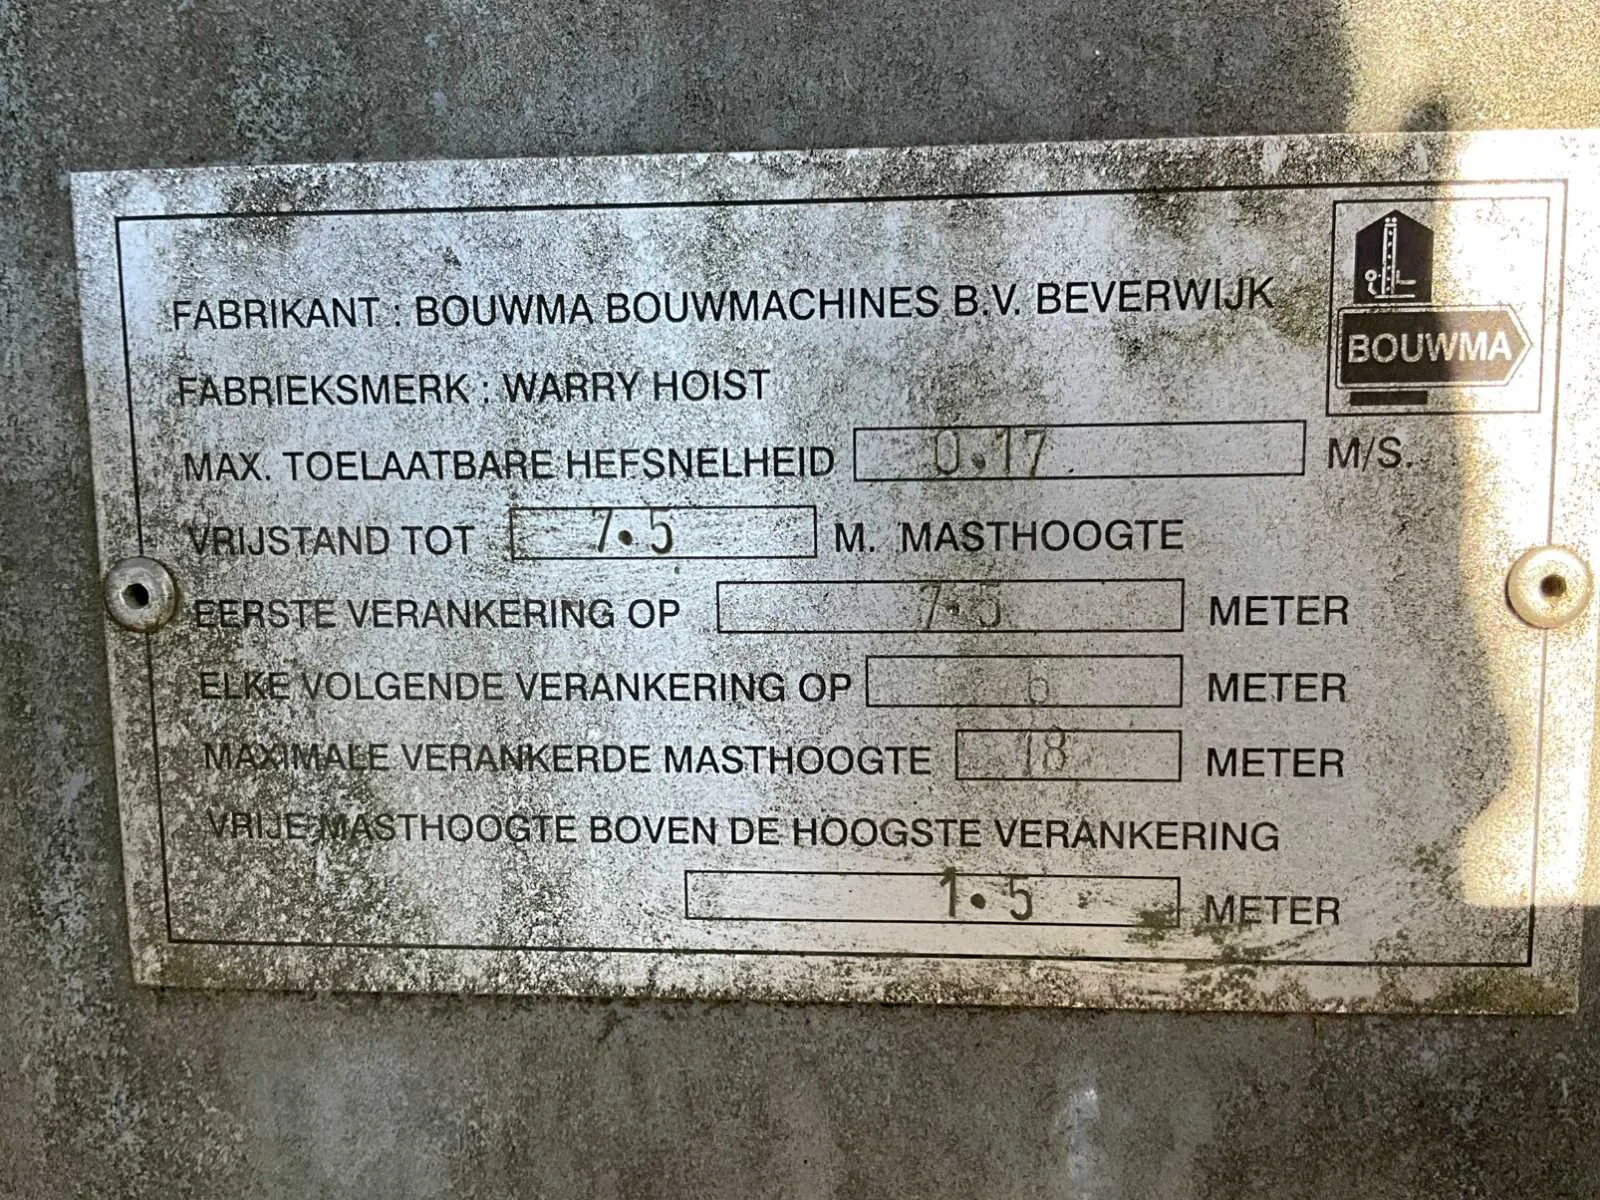 FABRIKANT : BOUWMA BOUWMACHINES B.V. BEVERWIJK
BOUWMA
FABRIEKSMERK : WARRY HOIST
MAX. TOELAATBARE HEFSNELHEID 0.17 M/S.
VRIJSTAND TOT 7.5 M. MASTHOOGTE
EERSTE VERANKERING OP 7.5 METER
ELKE VOLGENDE VERANKERING OP 6 METER
MAXIMALE VERANKERDE MASTHOOGTE 18 METER
VRIJE MASTHOOGTE BOVEN DE HOOGSTE VERANKERING
1.5 METER